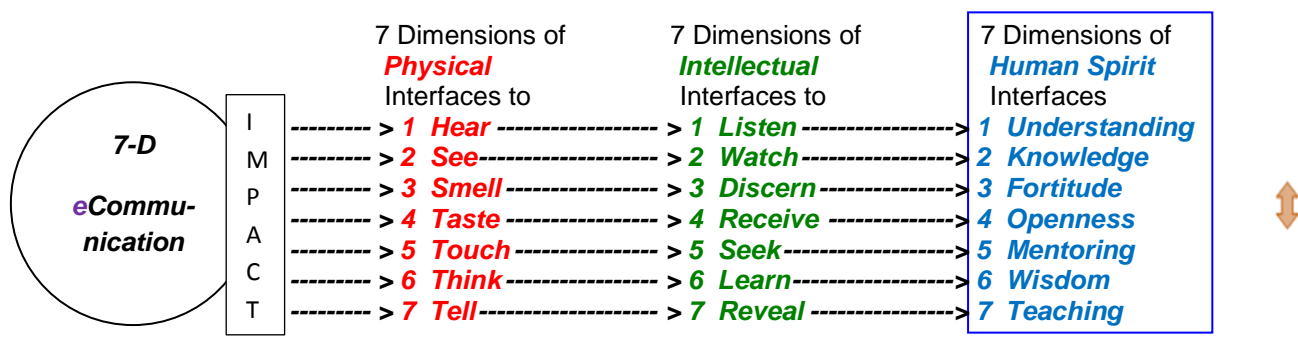 7-D
eCommu-
nication
I
M
P
A
C
T
7 Dimensions of
Physical
Interfaces to
--------- > 1 Hear ------------------ > 1 Listen ----------------->1 Understanding
--------- > 2 See-------------------- > 2 Watch----------------->2 Knowledge
--------- > 3 Smell ----------------- > 3 Discern--------------->3 Fortitude
--------- > 4 Taste ----------------- > 4 Receive -------------->4 Openness
--------- > 5 Touch ---------------- > 5 Seek------------------->5 Mentoring
--------- > 6 Think ----------------- > 6 Learn------------------>6 Wisdom
--------- > 7 Tell-------------------- > 7 Reveal ---------------->7 Teaching
7 Dimensions of
Intellectual
Interfaces to
7 Dimensions of
Human Spirit
Interfaces